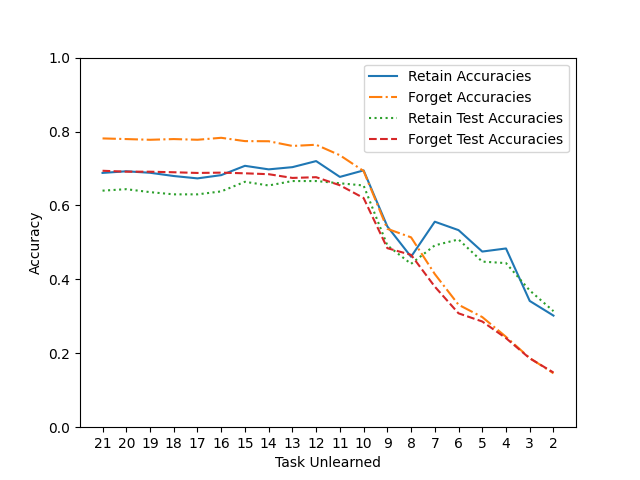 Retain Accuracies
Forget Accuracies
Retain Test Accuracies
Forget Test Accuracies
1.0
0.8
0.6
0.4
0.2
0.0
Accuracy
21 20 19 18 17 16 15 14 13 12 11 10 9 8 7 6 5 4 3 2
Task Unlearned